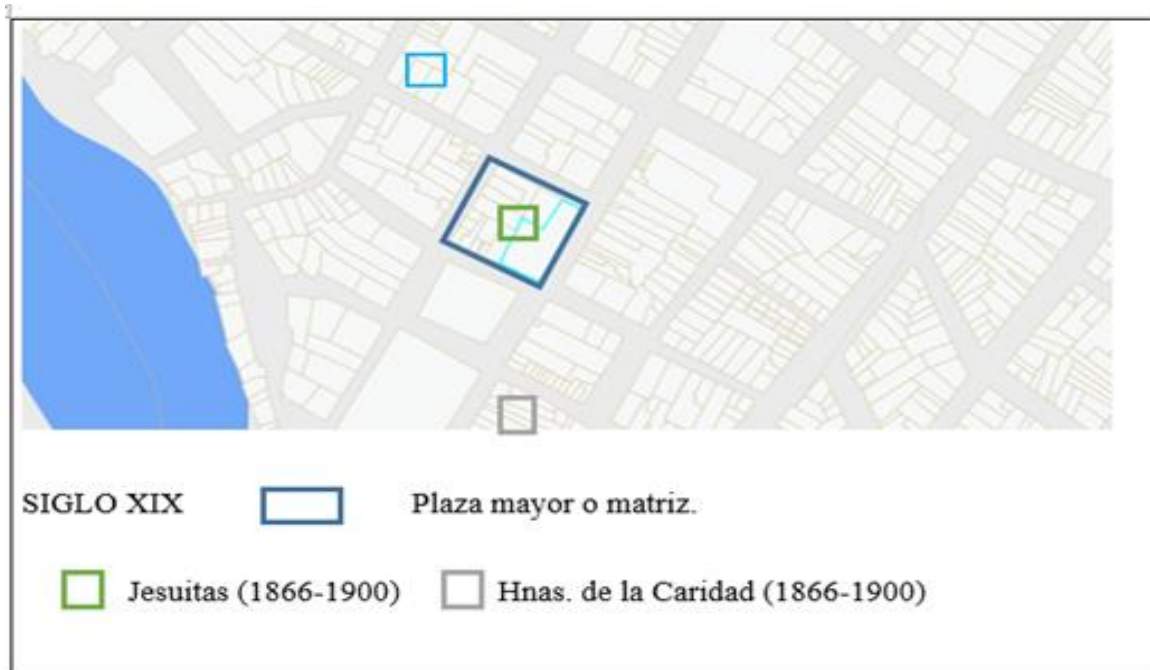 SIGLO XIX Plaza mayor o matriz.
Jesuitas (1866-1900) Hnas. de la Caridad (1866-1900)